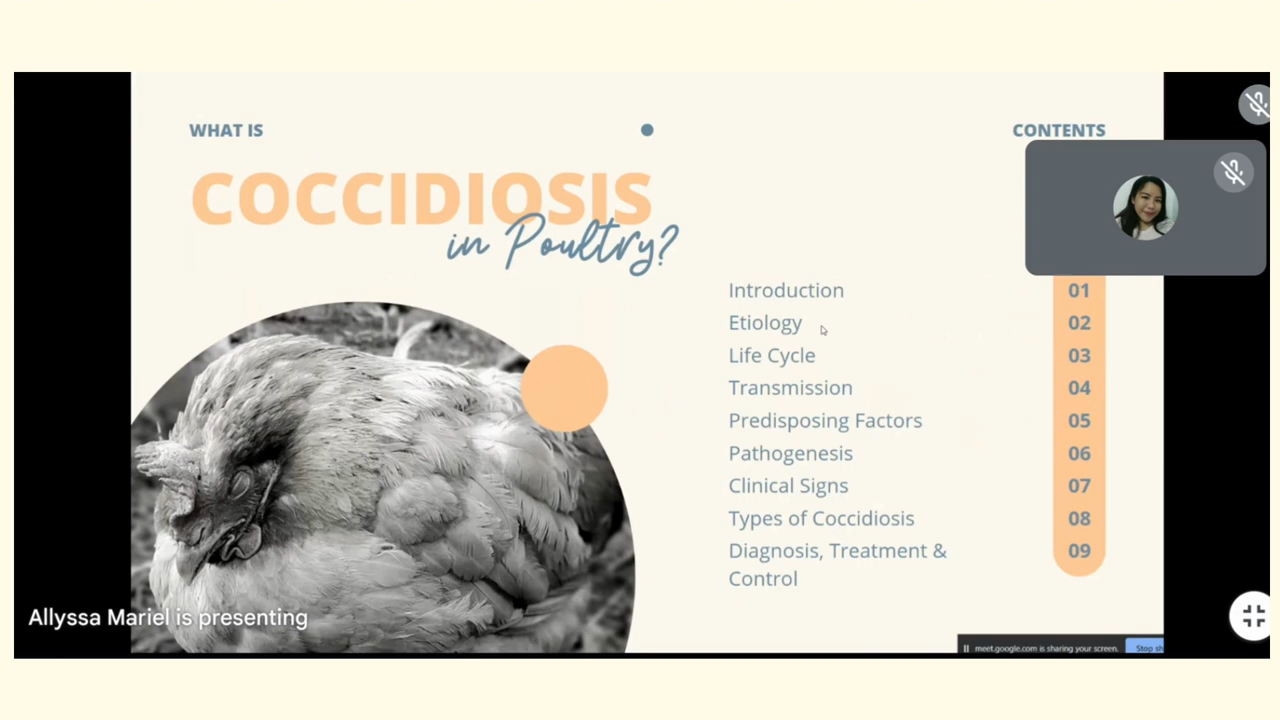 WHAT IS
COCCIDIOSIS
in Poultry?
CONTENTS
Introduction 01
Etiology 02
Life Cycle 03
Transmission 04
Predisposing Factors 05
Pathogenesis 06
Clinical Signs 07
Types of Coccidiosis 08
Diagnosis, Treatment & 09
Control
Allyssa Mariel is presenting
meet.google.com is sharing your screen. Stop sh